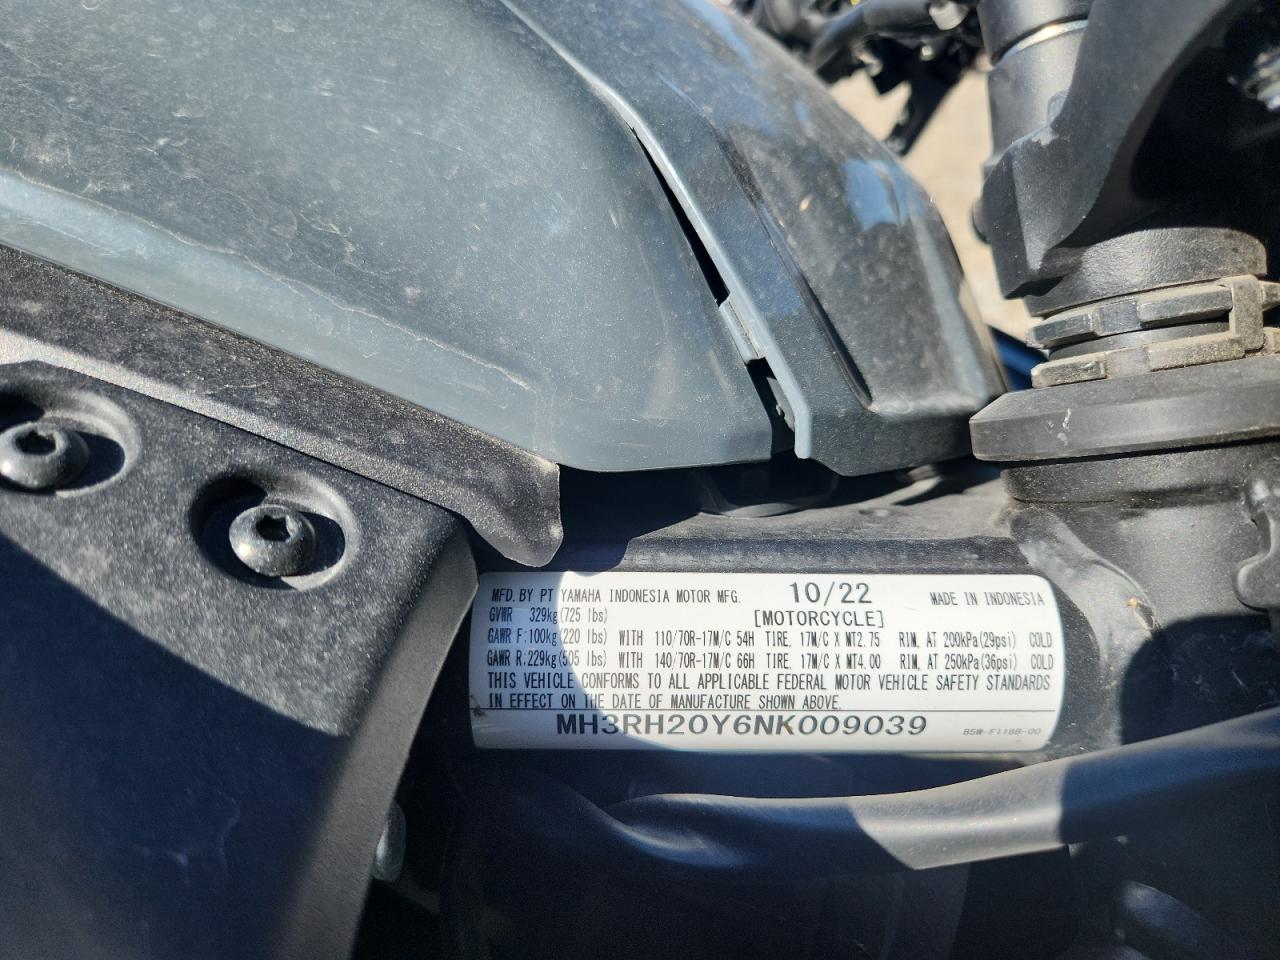 MFD. BY PT YAMAHA INDONESIA MOTOR MFG. 10/22 MADE IN INDONESIA
GVWR 329kg(725 lbs) [MOTORCYCLE]
GAWR F:100kg(220 lbs) WITH 110/70R-17M/C 54H TIRE, 17M/C X MT2.75 RIM, AT 200kPa(29psi) COLD
GAWR R:229kg(505 lbs) WITH 140/70R-17M/C 66H TIRE, 17M/C X MT4.00 RIM, AT 250kPa(36psi) COLD
THIS VEHICLE CONFORMS TO ALL APPLICABLE FEDERAL MOTOR VEHICLE SAFETY STANDARDS
IN EFFECT ON THE DATE OF MANUFACTURE SHOWN ABOVE.
MH3RH20Y6NK009039 B5W-F118B-00